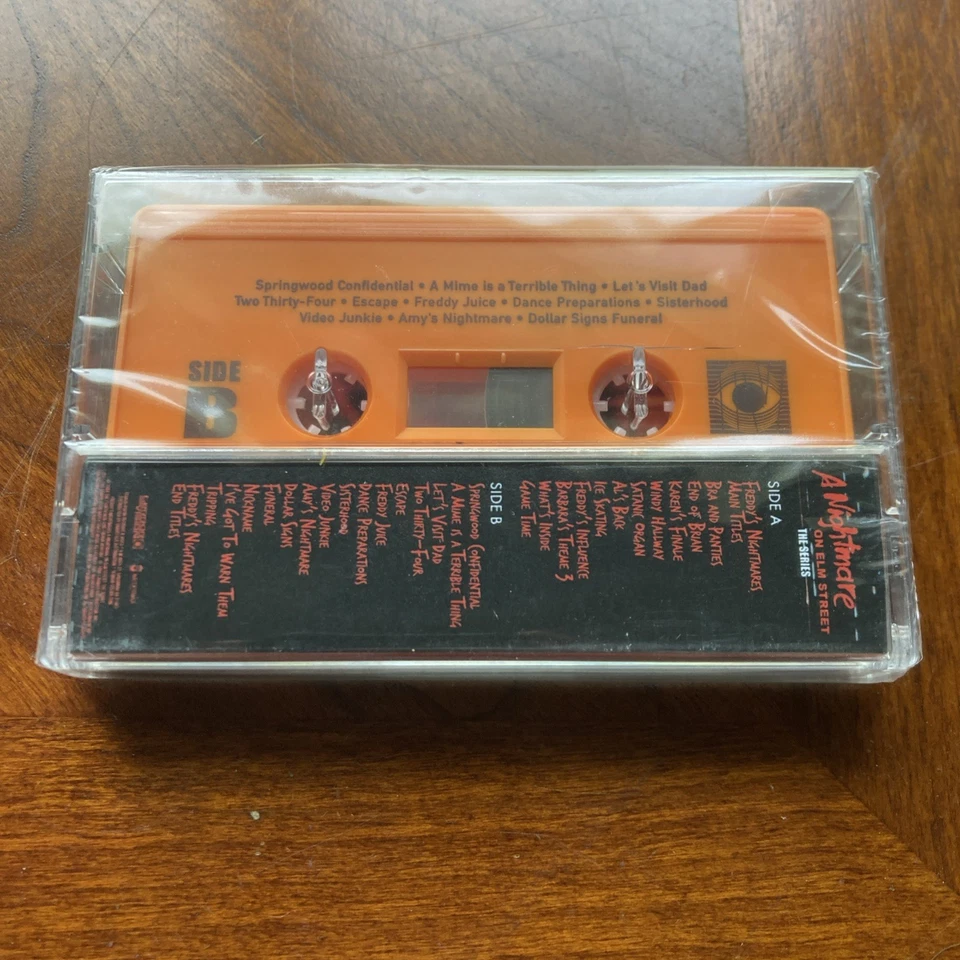 Springwood Confidential • A Mime is a Terrible Thing • Let's Visit Dad
Two Thirty-Four • Escape • Freddy Juice • Dance Preparations • Sisterhood
Video Junkie • Amy's Nightmare • Dollar Signs Funeral
SIDE
B
A Nightmare
ON ELM STREET
THE SERIES
SIDE A
Freddy's Nightmares
Main Titles
Bra and Panties
End of Brian
Karen's Finale
Windy Hallway
Satanic Organ
Al's Base
Ice Skating
Freddy's Influence
Barbara's Theme 3
What's Inside
Game Time
SIDE B
Springwood Confidential
A Mime is a Terrible Thing
Let's Visit Dad
Two Thirty-Four
Escape
Freddy Juice
Dance Preparations
Sisterhood
Video Junkie
Amy's Nightmare
Dollar Signs
Funeral
Nickname
I've Got To Warn Them
Tripping
Freddy's Nightmares
End Titles